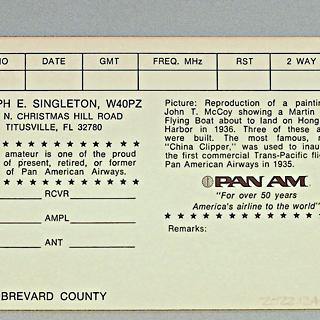 IO DATE GMT FREQ. MHz RST 2 WAY
PH E. SINGLETON, W4OPZ
N. CHRISTMAS HILL ROAD
TITUSVILLE, FL 32780
★ ★ ★ ★ ★ ★ ★ ★ ★ ★ ★ ★ ★
amateur is one of the proud
present, retired, or former
of Pan American Airways.
★ ★ ★ ★ ★ ★ ★ ★ ★ ★ ★ ★ ★
RCVR
AMPL
ANT
BREVARD COUNTY
Picture: Reproduction of a paintin
John T. McCoy showing a Martin
Flying Boat about to land on Hong
Harbor in 1936. Three of these a
were built. The most famous,
"China Clipper," was used to inau
the first commercial Trans-Pacific fli
Pan American Airways in 1935.
PAN AM.
"For over 50 years
America's airline to the world"
★ ★ ★ ★ ★ ★ ★ ★ ★ ★ ★ ★ ★
Remarks: